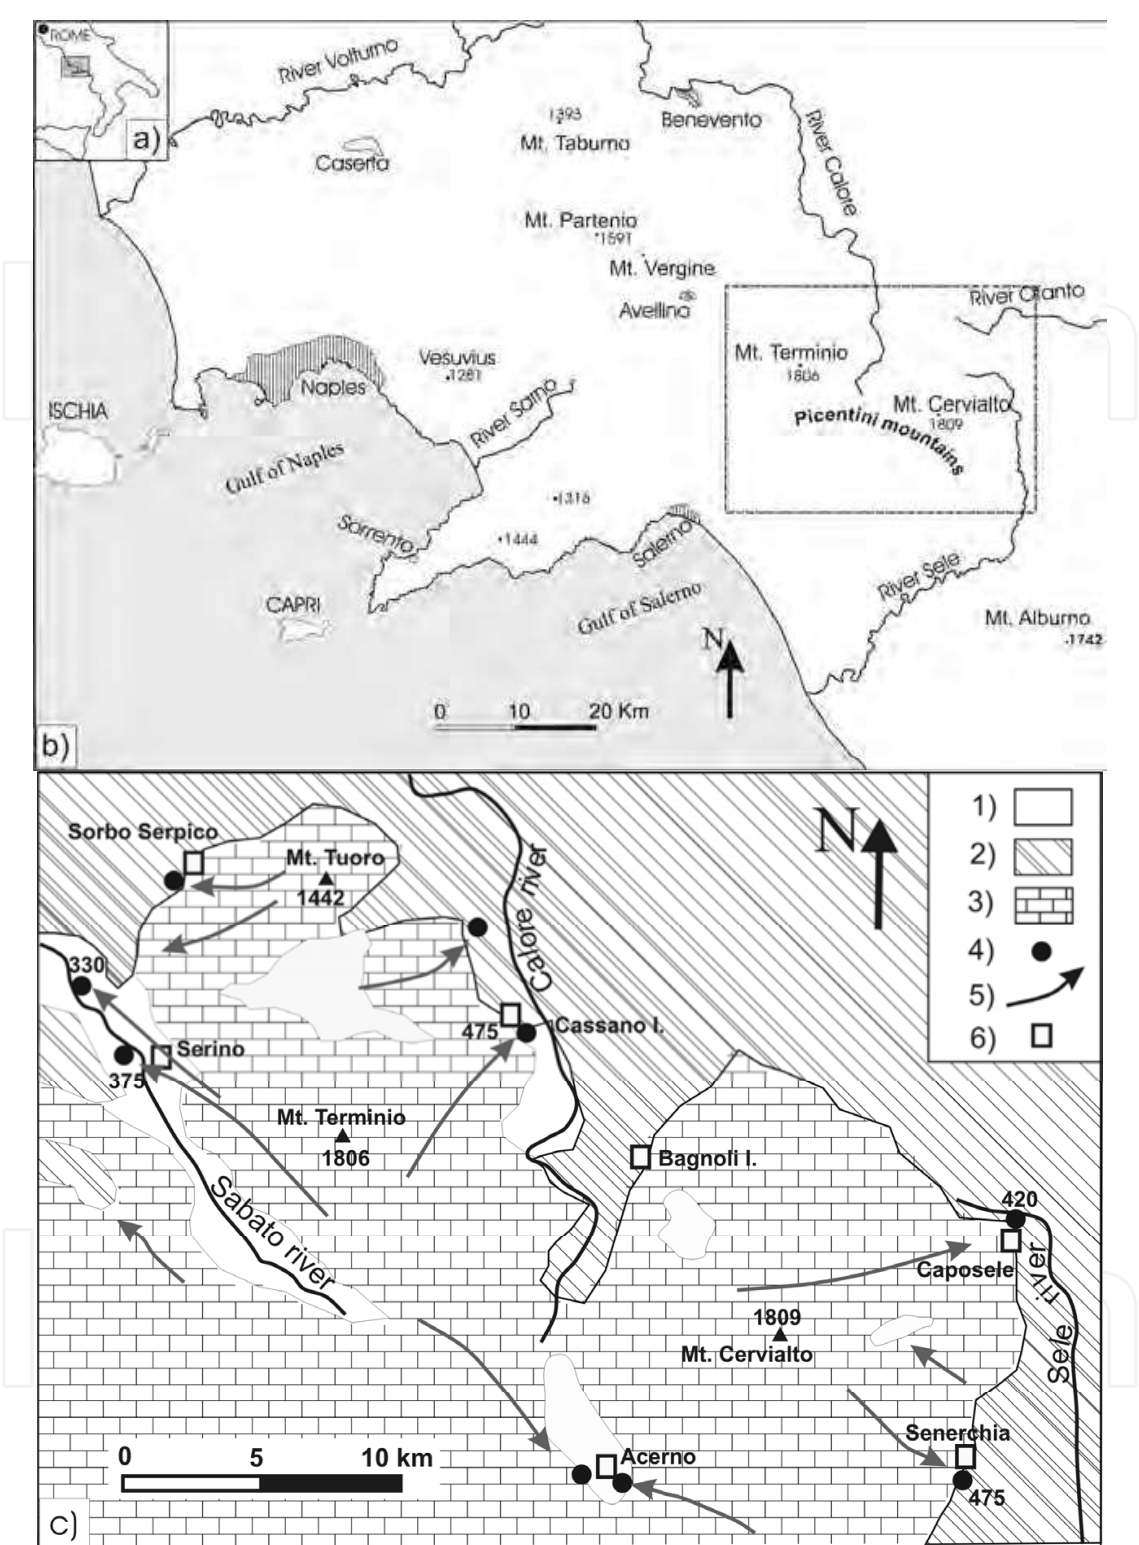 ROME
a)
River Volturno
Caserta
1393
Mt. Taburno
Benevento
River Calore
Mt. Partenio
1591
Mt. Vergine
Avellino
River Ofanto
Mt. Terminio
1806
Mt. Cervialto
1809
Picentini mountains
Vesuvius
1281
Naples
ISCHIA
River Sarno
Gulf of Naples
1316
1444
Sorrento
Salerno
CAPRI
Gulf of Salerno
River Sele
Mt. Alburno
1742
N
0 10 20 Km
b)
Sorbo Serpico
Mt. Tuoro
1442
Calore river
N
1)
2)
3)
4)
5)
6)
330
475
Cassano I.
Serino
375
Mt. Terminio
1806
Bagnoli I.
Sabato river
420
Caposele
Sele river
1809
Mt. Cervialto
Senerchia
475
Acerno
0 5 10 km
c)